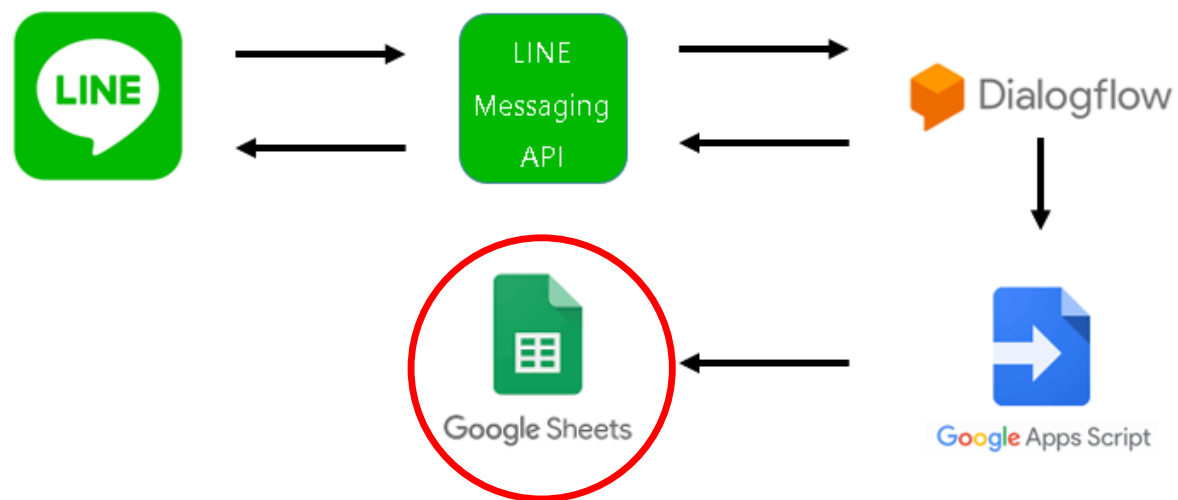 LINE
LINE
Messaging
API
Dialogflow
Google Sheets
Google Apps Script